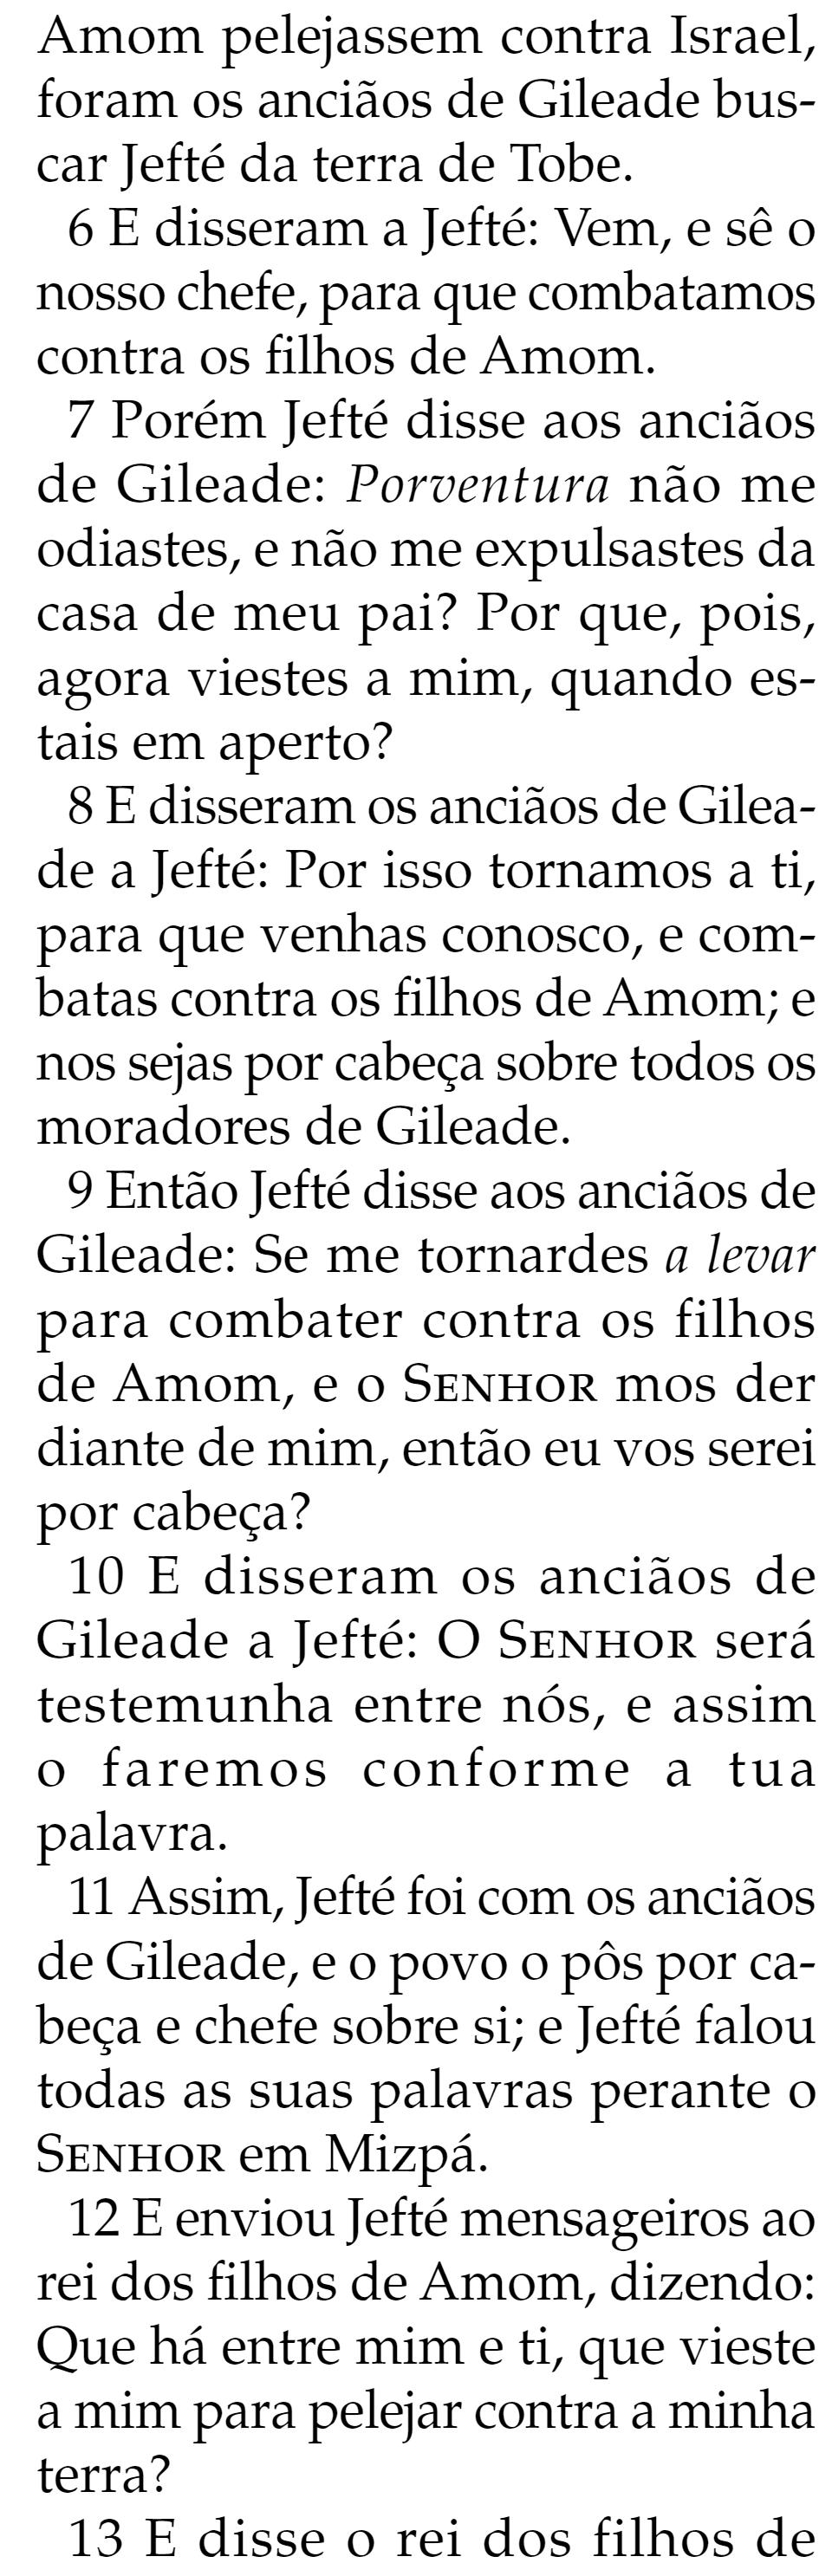 Amom pelejassem contra Israel,
foram os anciãos de Gileade bus-
car Jefté da terra de Tobe.
6 E disseram a Jefté: Vem, e sê o
nosso chefe, para que combatamos
contra os filhos de Amom.
7 Porém Jefté disse aos anciãos
de Gileade: Porventura não me
odiastes, e não me expulsastes da
casa de meu pai? Por que, pois,
agora viestes a mim, quando es-
tais em aperto?
8 E disseram os anciãos de Gilea-
de a Jefté: Por isso tornamos a ti,
para que venhas conosco, e com-
batas contra os filhos de Amom; e
nos sejas por cabeça sobre todos os
moradores de Gileade.
9 Então Jefté disse aos anciãos de
Gileade: Se me tornardes a levar
para combater contra os filhos
de Amom, e o SENHOR mos der
diante de mim, então eu vos serei
por cabeça?
10 E disseram os anciãos de
Gileade a Jefté: O SENHOR será
testemunha entre nós, e assim
o faremos conforme a tua
palavra.
11 Assim, Jefté foi com os anciãos
de Gileade, e o povo o pôs por ca-
beça e chefe sobre si; e Jefté falou
todas as suas palavras perante o
SENHOR em Mizpá.
12 E enviou Jefté mensageiros ao
rei dos filhos de Amom, dizendo:
Que há entre mim e ti, que vieste
a mim para pelejar contra a minha
terra?
13 E disse o rei dos filhos de